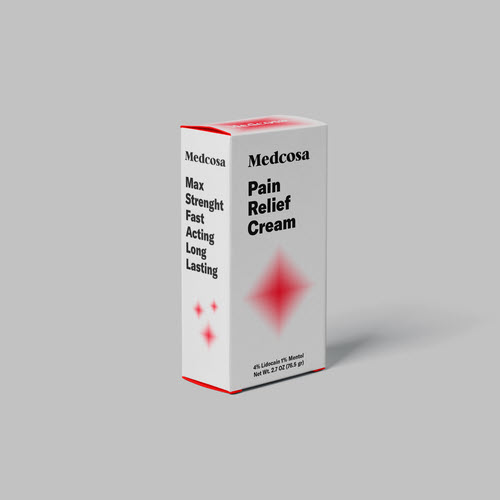 Medcosa
Max
Strenght
Fast
Acting
Long
Lasting
Medcosa
Pain
Relief
Cream
4% Lidocain 1% Mentol
Net Wt. 2.7 OZ (76.5 gr)